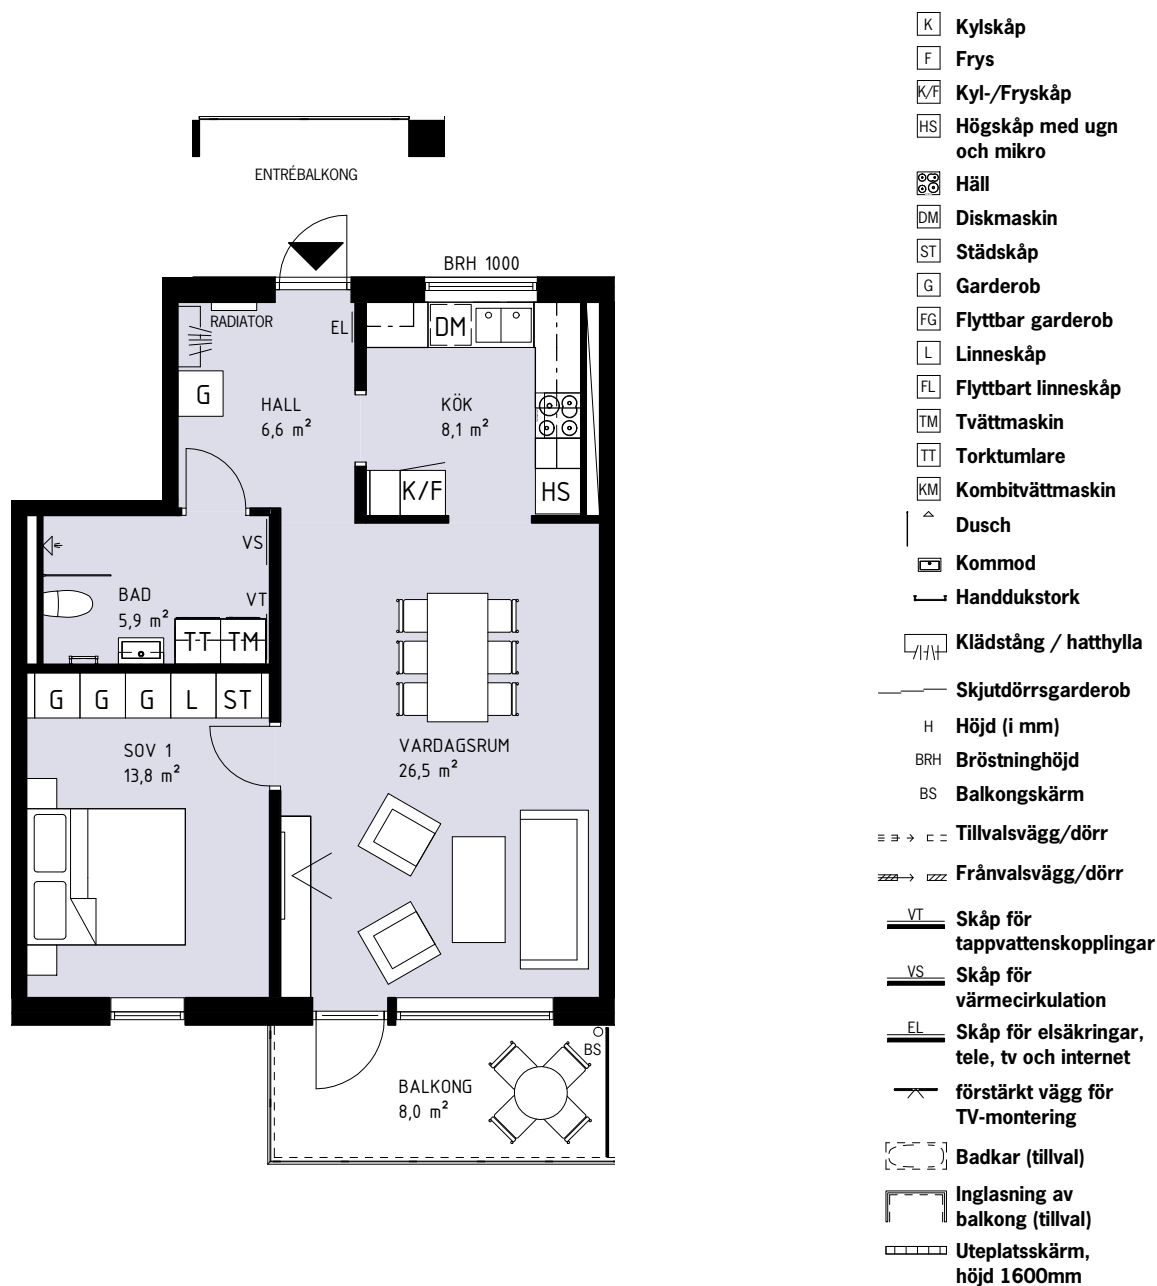 ENTRÉBALKONG
BRH 1000
RADIATOR
EL
DM
G
HALL
6,6 m²
KÖK
8,1 m²
K/F
HS
VS
BAD
5,9 m²
VT
TT
TM
G
G
G
L
ST
SOV 1
13,8 m²
VARDAGSRUM
26,5 m²
BS
BALKONG
8,0 m²
K Kylskåp
F Frys
K/F Kyl-/Fryskåp
HS Högskåp med ugn
och mikro
Häll
DM Diskmaskin
ST Städskåp
G Garderob
FG Flyttbar garderob
L Linneskåp
FL Flyttbart linneskåp
TM Tvättmaskin
TT Torktumlare
KM Kombitvättmaskin
Dusch
Kommod
Handdukstork
Klädstång / hatthylla
Skjutdörrsgarderob
H Höjd (i mm)
BRH Bröstninghöjd
BS Balkongskärm
Tillvalsvägg/dörr
Frånvalsvägg/dörr
VT Skåp för
tappvattenskopplingar
VS Skåp för
värmecirkulation
EL Skåp för elsäkringar,
tele, tv och internet
förstärkt vägg för
TV-montering
Badkar (tillval)
Inglasning av
balkong (tillval)
Uteplatsskärm,
höjd 1600mm